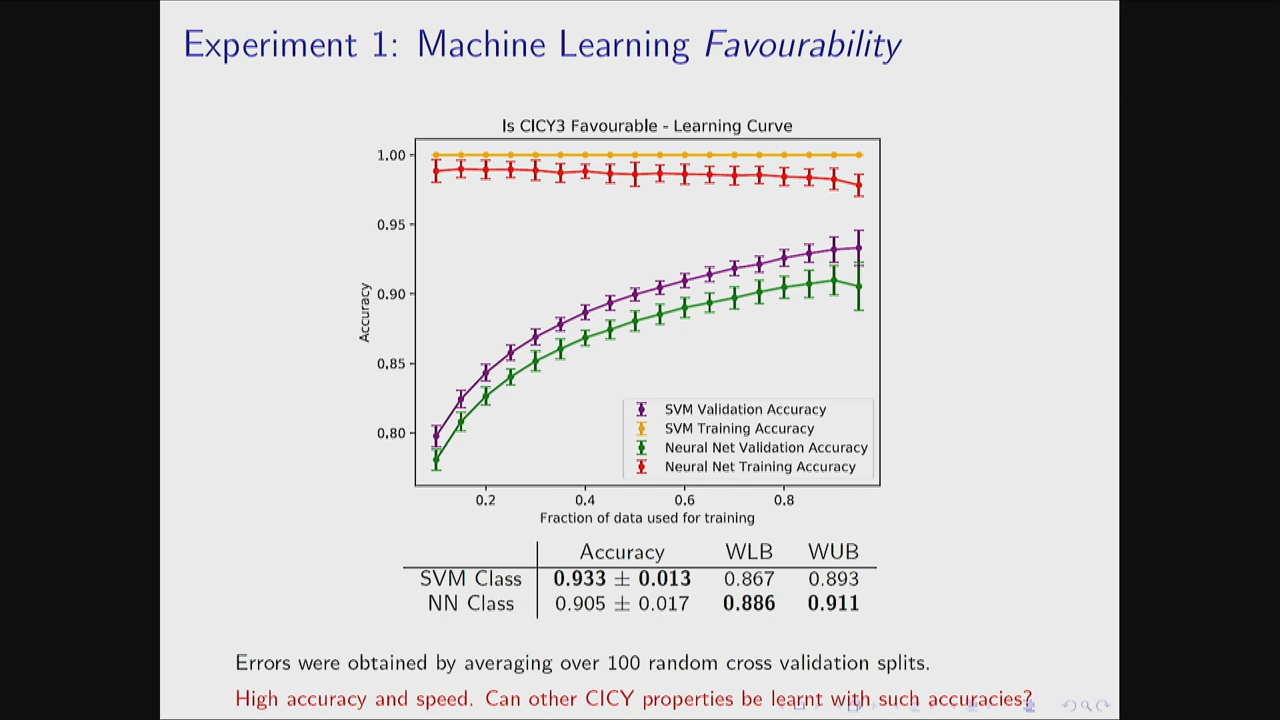 Experiment 1: Machine Learning Favourability
Is CICY3 Favourable - Learning Curve
1.00
0.95
0.90
0.85
0.80
Accuracy
SVM Validation Accuracy
SVM Training Accuracy
Neural Net Validation Accuracy
Neural Net Training Accuracy
0.2 0.4 0.6 0.8
Fraction of data used for training
Accuracy WLB WUB
SVM Class 0.933 ± 0.013 0.867 0.893
NN Class 0.905 ± 0.017 0.886 0.911
Errors were obtained by averaging over 100 random cross validation splits.
High accuracy and speed. Can other CICY properties be learnt with such accuracies?